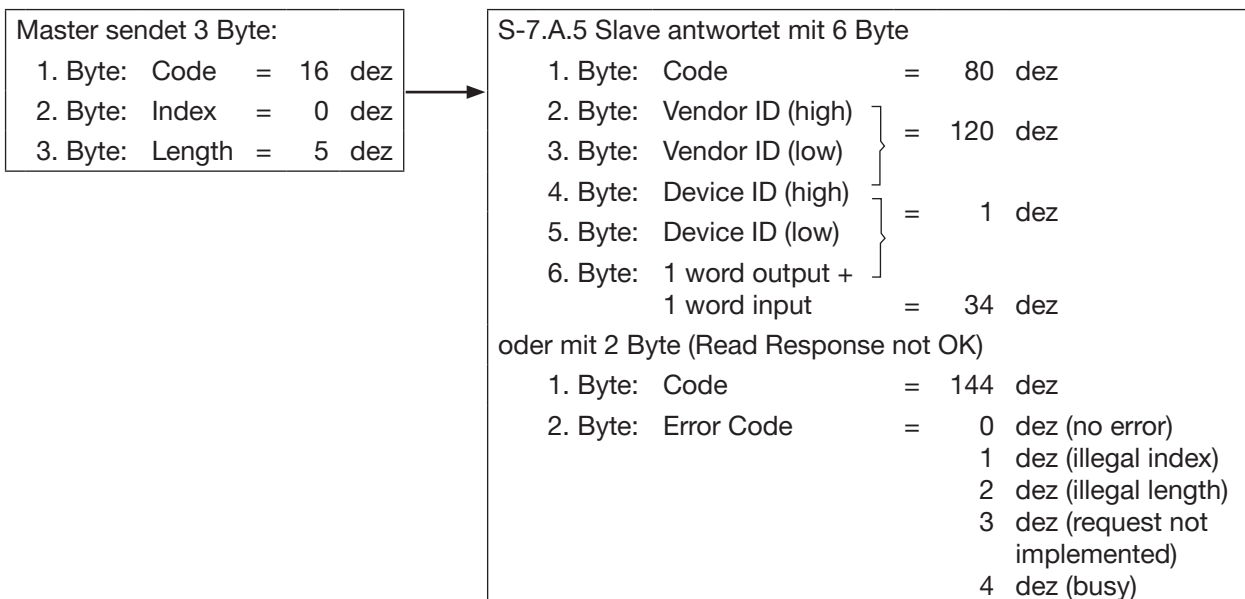 Master sendet 3 Byte:
1. Byte: Code = 16 dez
2. Byte: Index = 0 dez
3. Byte: Length = 5 dez
S-7.A.5 Slave antwortet mit 6 Byte
1. Byte: Code = 80 dez
2. Byte: Vendor ID (high)
= 120 dez
3. Byte: Vendor ID (low)
4. Byte: Device ID (high)
= 1 dez
5. Byte: Device ID (low)
6. Byte: 1 word output +
1 word input = 34 dez
oder mit 2 Byte (Read Response not OK)
1. Byte: Code = 144 dez
2. Byte: Error Code = 0 dez (no error)
1 dez (illegal index)
2 dez (illegal length)
3 dez (request not
implemented)
4 dez (busy)